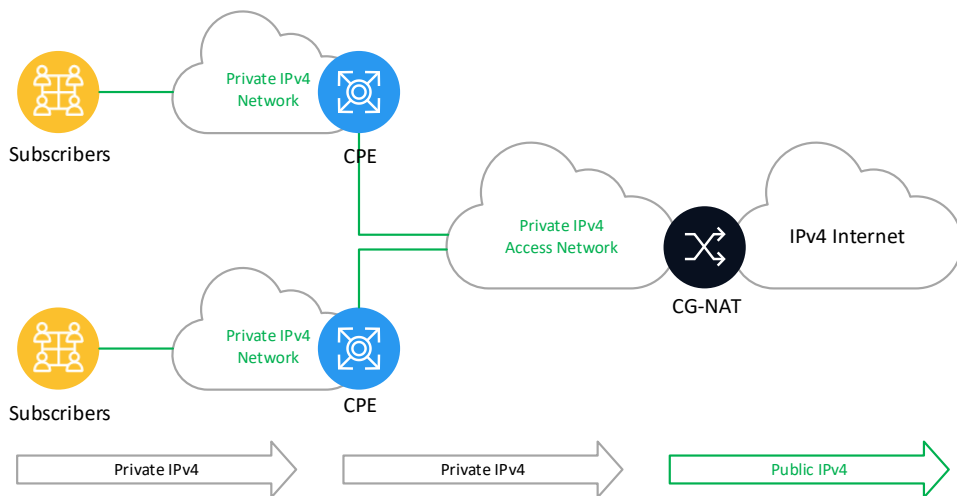 Private IPv4
Network
Subscribers
CPE
Private IPv4
Access Network
IPv4 Internet
CG-NAT
Private IPv4
Network
Subscribers
CPE
Private IPv4
Private IPv4
Public IPv4